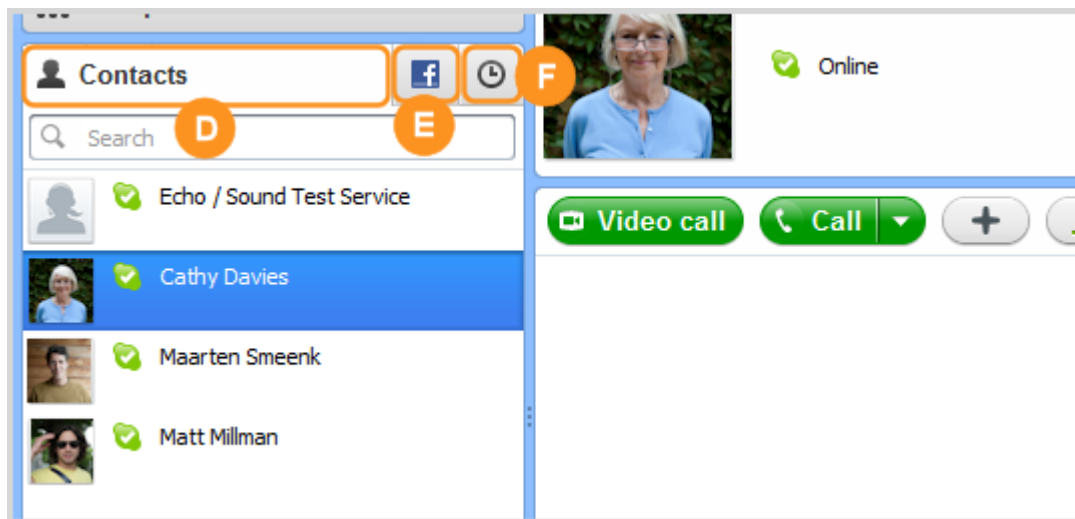 Contacts
f
F
D
E
Search
Online
Echo / Sound Test Service
Cathy Davies
Maarten Smeenk
Matt Millman
Video call
Call